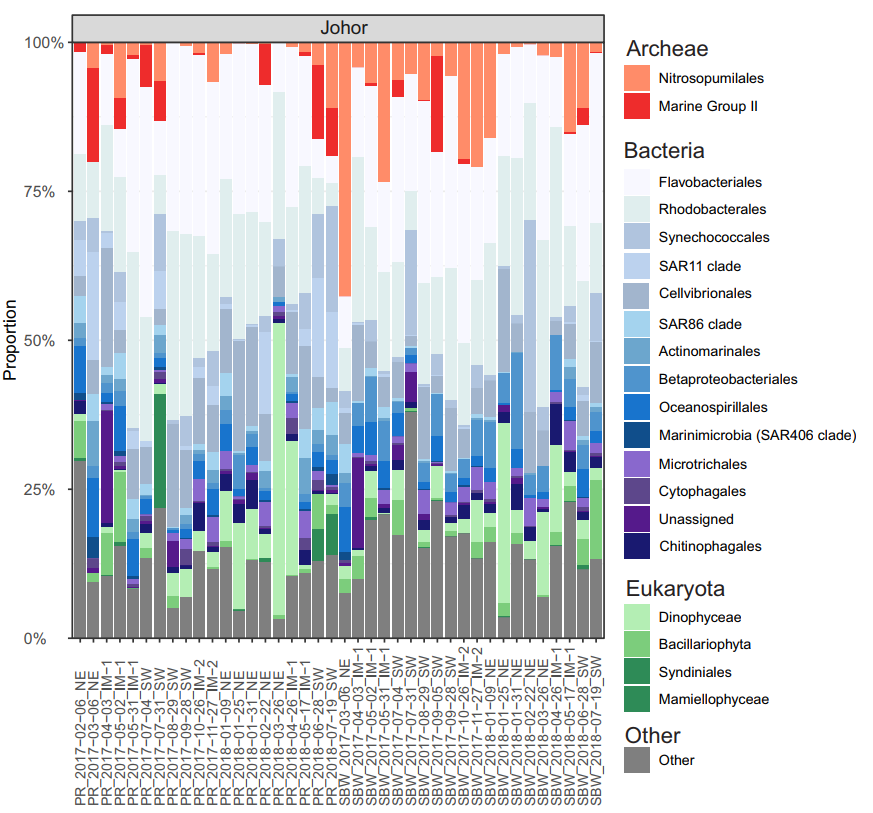 Johor
100%
75%
50%
25%
0%
Proportion
PR_2017-02-06_NE
PR_2017-03-06_NE
PR_2017-04-03_IM-1
PR_2017-05-02_IM-1
PR_2017-05-31_IM-1
PR_2017-07-04_SW
PR_2017-07-31_SW
PR_2017-08-29_SW
PR_2017-09-28_SW
PR_2017-10-26_IM-2
PR_2017-11-27_IM-2
PR_2018-01-09_NE
PR_2018-01-25_NE
PR_2018-01-31_NE
PR_2018-02-22_NE
PR_2018-03-26_NE
PR_2018-04-26_IM-1
PR_2018-05-17_IM-1
PR_2018-06-28_SW
PR_2018-07-19_SW
SBW_2017-03-06_NE
SBW_2017-04-03_IM-1
SBW_2017-05-02_IM-1
SBW_2017-05-31_IM-1
SBW_2017-07-04_SW
SBW_2017-07-31_SW
SBW_2017-08-29_SW
SBW_2017-09-05_SW
SBW_2017-09-28_SW
SBW_2017-10-26_IM-2
SBW_2017-11-27_IM-2
SBW_2018-01-09_NE
SBW_2018-01-25_NE
SBW_2018-01-31_NE
SBW_2018-02-22_NE
SBW_2018-03-26_NE
SBW_2018-04-26_IM-1
SBW_2018-05-17_IM-1
SBW_2018-06-28_SW
SBW_2018-07-19_SW
Archeae
Nitrosopumilales
Marine Group II
Bacteria
Flavobacteriales
Rhodobacterales
Synechococcales
SAR11 clade
Cellvibrionales
SAR86 clade
Actinomarinales
Betaproteobacteriales
Oceanospirillales
Marinimicrobia (SAR406 clade)
Microtrichales
Cytophagales
Unassigned
Chitinophagales
Eukaryota
Dinophyceae
Bacillariophyta
Syndiniales
Mamiellophyceae
Other
Other